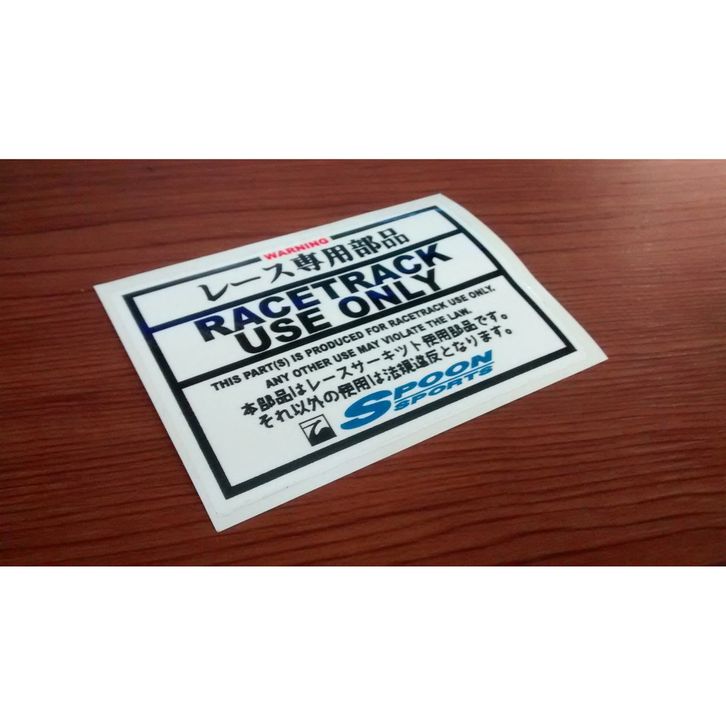 WARNING
レース専用部品
RACETRACK
USE ONLY
THIS PART(S) IS PRODUCED FOR RACETRACK USE ONLY.
ANY OTHER USE MAY VIOLATE THE LAW.
本部品はレースサーキット使用部品です。
それ以外の使用は法規違反となります。
SPOON
SPORTS